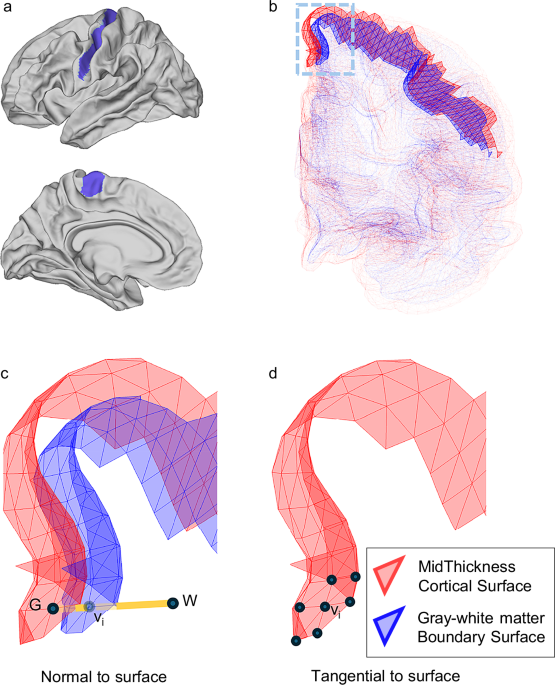 a
b
c
d
G
W
vi
vi
MidThickness
Cortical Surface
Gray-white matter
Boundary Surface
Normal to surface
Tangential to surface